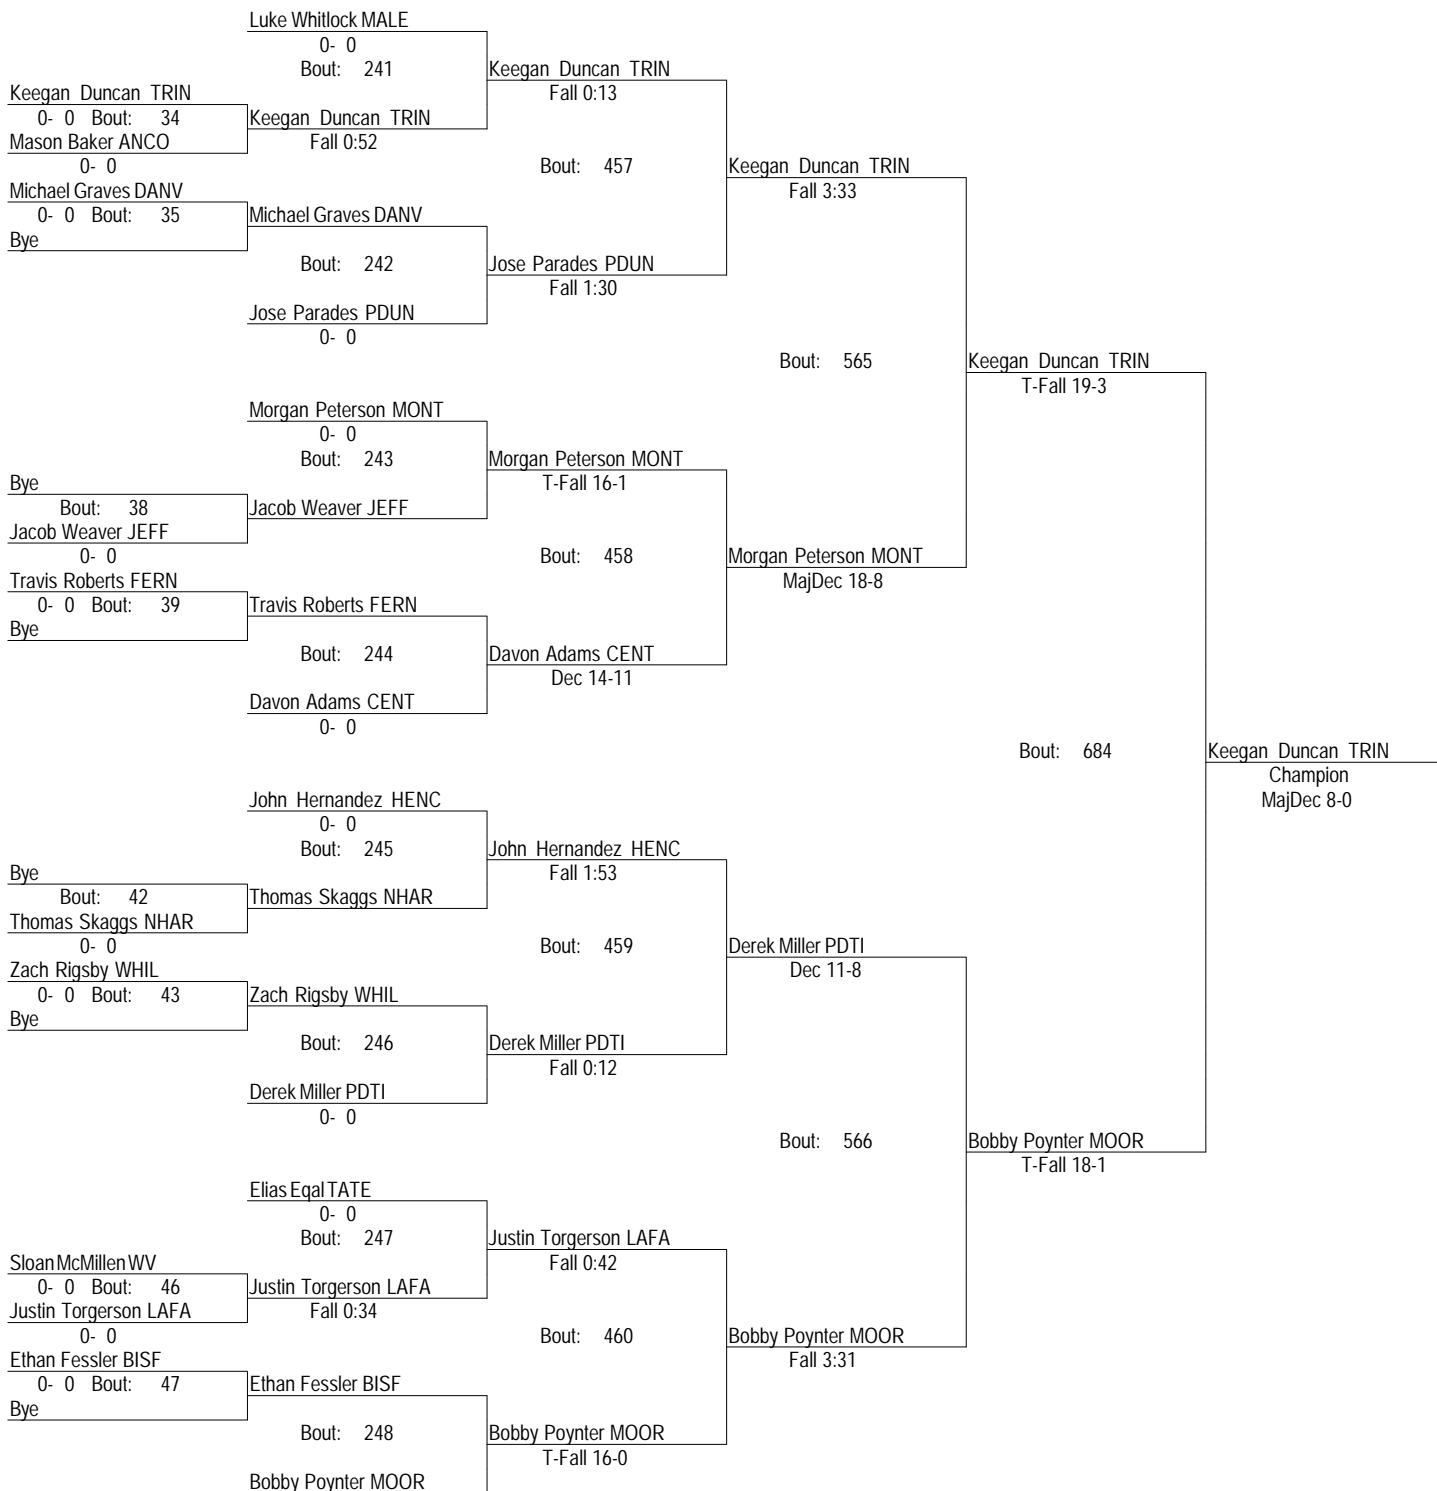 Luke Whitlock MALE
0- 0
Bout: 241
Keegan Duncan TRIN
Fall 0:13
Keegan Duncan TRIN
0- 0 Bout: 34
Keegan Duncan TRIN
Fall 0:52
Mason Baker ANCO
0- 0
Bout: 457
Keegan Duncan TRIN
Fall 3:33
Michael Graves DANV
0- 0 Bout: 35
Michael Graves DANV
Bye
Bout: 242
Jose Parades PDUN
Fall 1:30
Jose Parades PDUN
0- 0
Bout: 565
Keegan Duncan TRIN
T-Fall 19-3
Morgan Peterson MONT
0- 0
Bout: 243
Morgan Peterson MONT
T-Fall 16-1
Bye
Bout: 38
Jacob Weaver JEFF
Jacob Weaver JEFF
0- 0
Bout: 458
Morgan Peterson MONT
MajDec 18-8
Travis Roberts FERN
0- 0 Bout: 39
Travis Roberts FERN
Bye
Bout: 244
Davon Adams CENT
Dec 14-11
Davon Adams CENT
0- 0
Bout: 684
Keegan Duncan TRIN
Champion
MajDec 8-0
John Hernandez HENC
0- 0
Bout: 245
John Hernandez HENC
Fall 1:53
Bye
Bout: 42
Thomas Skaggs NHAR
Thomas Skaggs NHAR
0- 0
Bout: 459
Derek Miller PDTI
Dec 11-8
Zach Rigsby WHIL
0- 0 Bout: 43
Zach Rigsby WHIL
Bye
Bout: 246
Derek Miller PDTI
Fall 0:12
Derek Miller PDTI
0- 0
Bout: 566
Bobby Poynter MOOR
T-Fall 18-1
Elias Eqal TATE
0- 0
Bout: 247
Justin Torgerson LAFA
Fall 0:42
Sloan McMillen WV
0- 0 Bout: 46
Justin Torgerson LAFA
Fall 0:34
Justin Torgerson LAFA
0- 0
Bout: 460
Bobby Poynter MOOR
Fall 3:31
Ethan Fessler BISF
0- 0 Bout: 47
Ethan Fessler BISF
Bye
Bout: 248
Bobby Poynter MOOR
T-Fall 16-0
Bobby Poynter MOOR